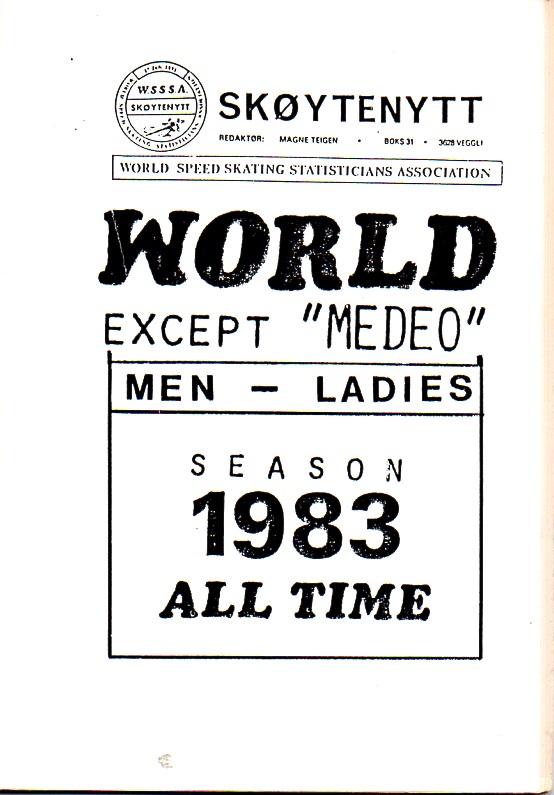 W.S.S.S.A.
SKØYTENYTT
SKØYTENYTT
REDAKTØR: MAGNE TEIGEN • BOKS 31 • 3628 VEGGLI
WORLD SPEED SKATING STATISTICIANS ASSOCIATION
WORLD
EXCEPT "MEDEO"
MEN – LADIES
SEASON
1983
ALL TIME